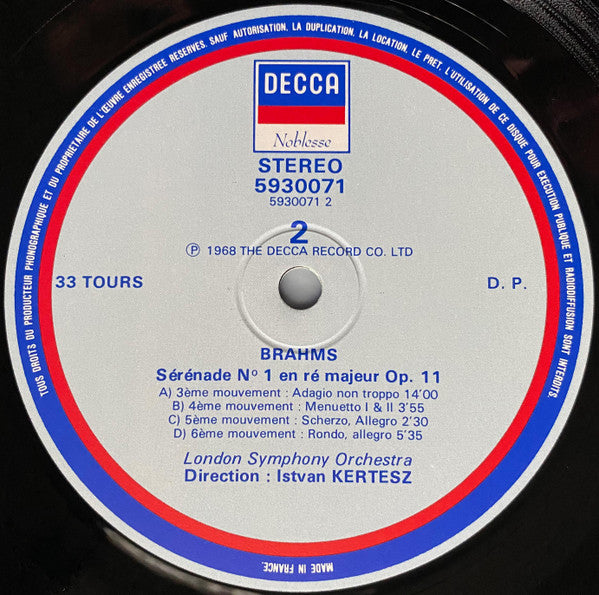 TOUS DROITS DU PRODUCTEUR PHONOGRAPHIQUE ET DU PROPRIETAIRE DE L'ŒUVRE ENREGISTREE RESERVES. SAUF AUTORISATION, LA DUPLICATION, LA LOCATION, LE PRET, L'UTILISATION DE CE DISQUE POUR EXECUTION PUBLIQUE ET RADIODIFFUSION SONT INTERDITS.
DECCA
Noblesse
STEREO
5930071
5930071 2
2
Ⓟ 1968 THE DECCA RECORD CO. LTD
33 TOURS
D. P.
BRAHMS
Sérénade Nº 1 en ré majeur Op. 11
A) 3ème mouvement : Adagio non troppo 14'00
B) 4ème mouvement : Menuetto I & II 3'55
C) 5ème mouvement : Scherzo, Allegro 2'30
D) 6ème mouvement : Rondo, allegro 5'35
London Symphony Orchestra
Direction : Istvan KERTESZ
MADE IN FRANCE.